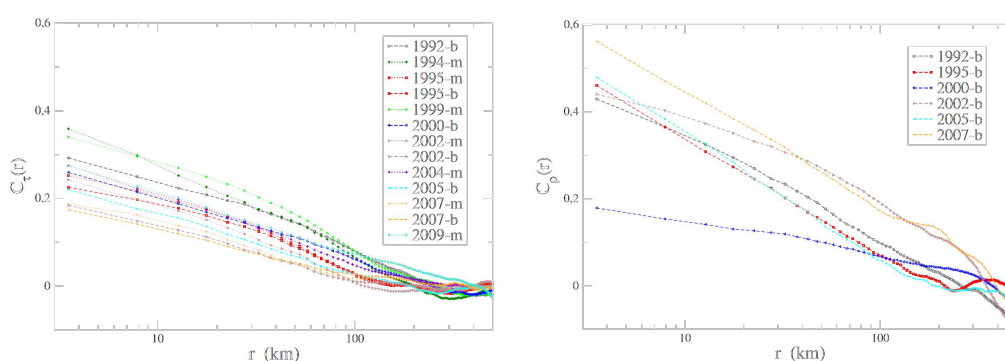 0,6
0,4
0,2
0
10
100
r (km)
ℂτ(r)
1992-b
1994-m
1995-m
1995-b
1999-m
2000-b
2002-m
2002-b
2004-m
2005-b
2007-m
2007-b
2009-m
0,6
0,4
0,2
0
10
100
r (km)
ℂρ(r)
1992-b
1995-b
2000-b
2002-b
2005-b
2007-b